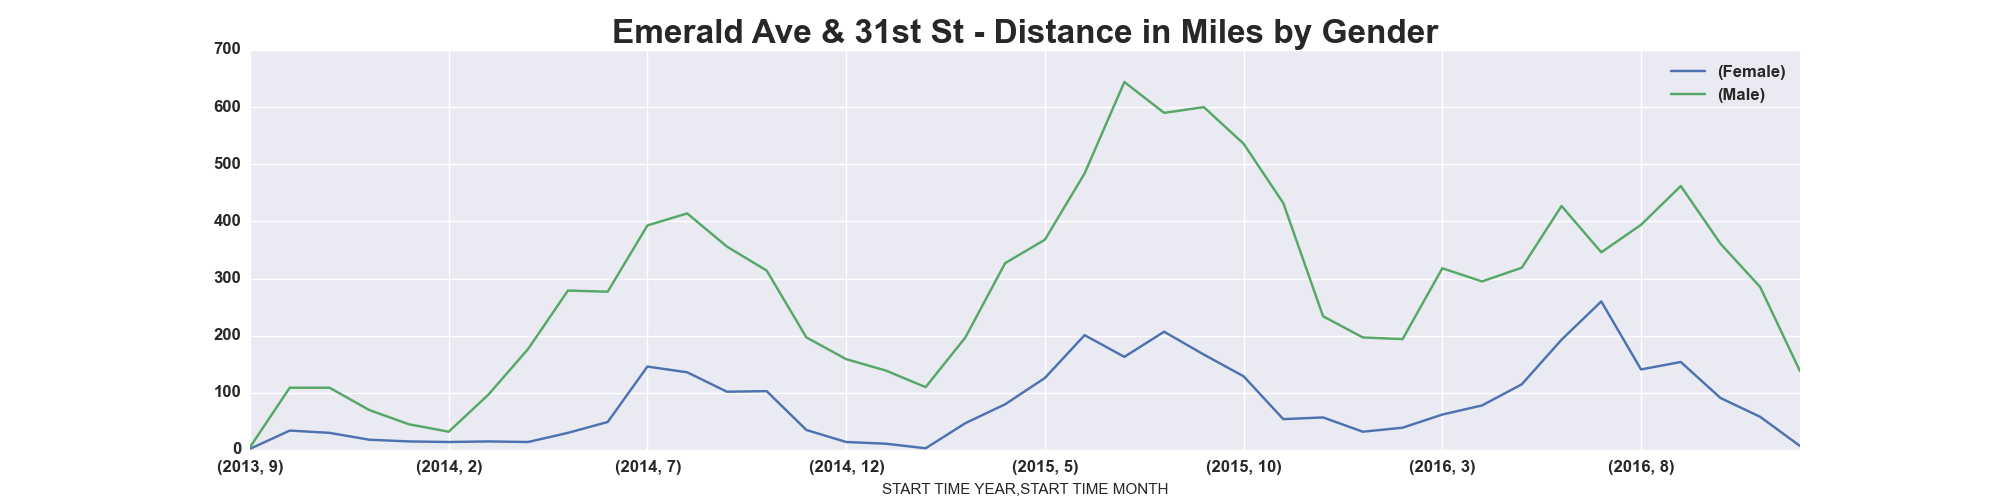 Emerald Ave & 31st St - Distance in Miles by Gender
700
600
500
400
300
200
100
0
(Female)
(Male)
(2013, 9) (2014, 2) (2014, 7) (2014, 12) (2015, 5) (2015, 10) (2016, 3) (2016, 8)
START TIME YEAR,START TIME MONTH